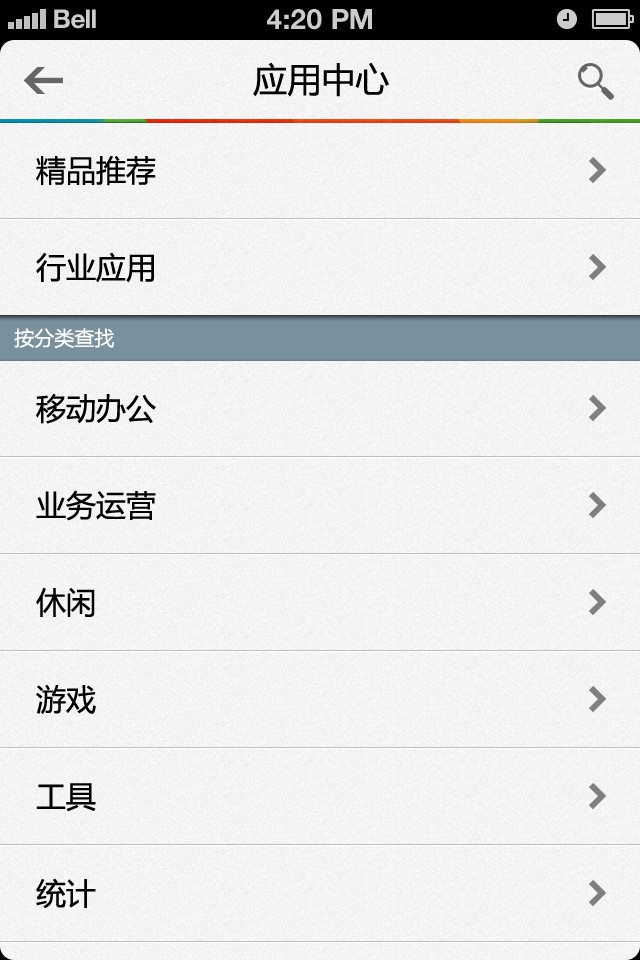 Bell 4:20 PM
应用中心
精品推荐
行业应用
按分类查找
移动办公
业务运营
休闲
游戏
工具
统计